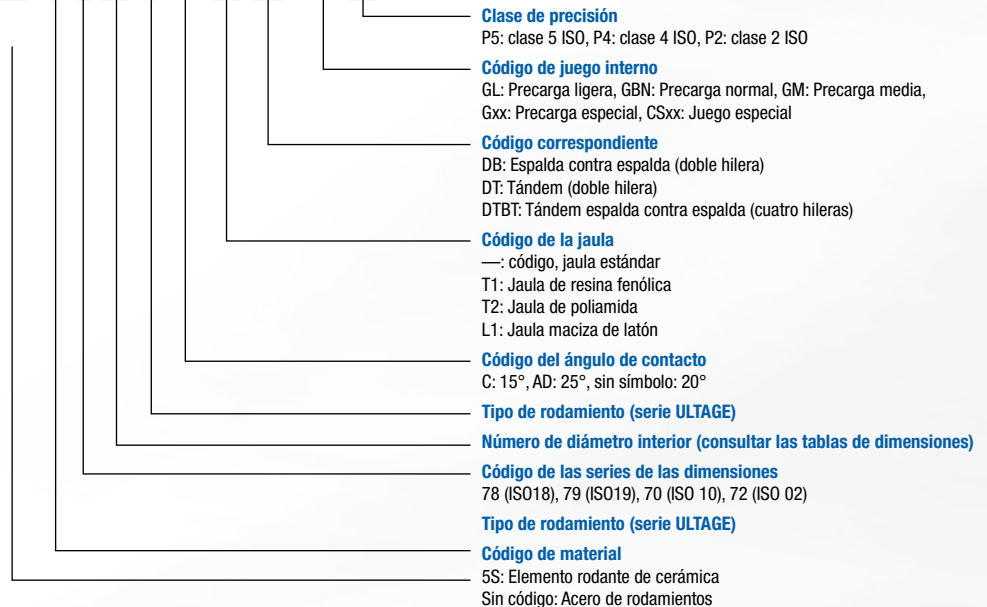 Clase de precisión
P5: clase 5 ISO, P4: clase 4 ISO, P2: clase 2 ISO
Código de juego interno
GL: Precarga ligera, GBN: Precarga normal, GM: Precarga media,
Gxx: Precarga especial, CSxx: Juego especial
Código correspondiente
DB: Espalda contra espalda (doble hilera)
DT: Tándem (doble hilera)
DTBT: Tándem espalda contra espalda (cuatro hileras)
Código de la jaula
—: código, jaula estándar
T1: Jaula de resina fenólica
T2: Jaula de poliamida
L1: Jaula maciza de latón
Código del ángulo de contacto
C: 15°, AD: 25°, sin símbolo: 20°
Tipo de rodamiento (serie ULTAGE)
Número de diámetro interior (consultar las tablas de dimensiones)
Código de las series de las dimensiones
78 (ISO18), 79 (ISO19), 70 (ISO 10), 72 (ISO 02)
Tipo de rodamiento (serie ULTAGE)
Código de material
5S: Elemento rodante de cerámica
Sin código: Acero de rodamientos